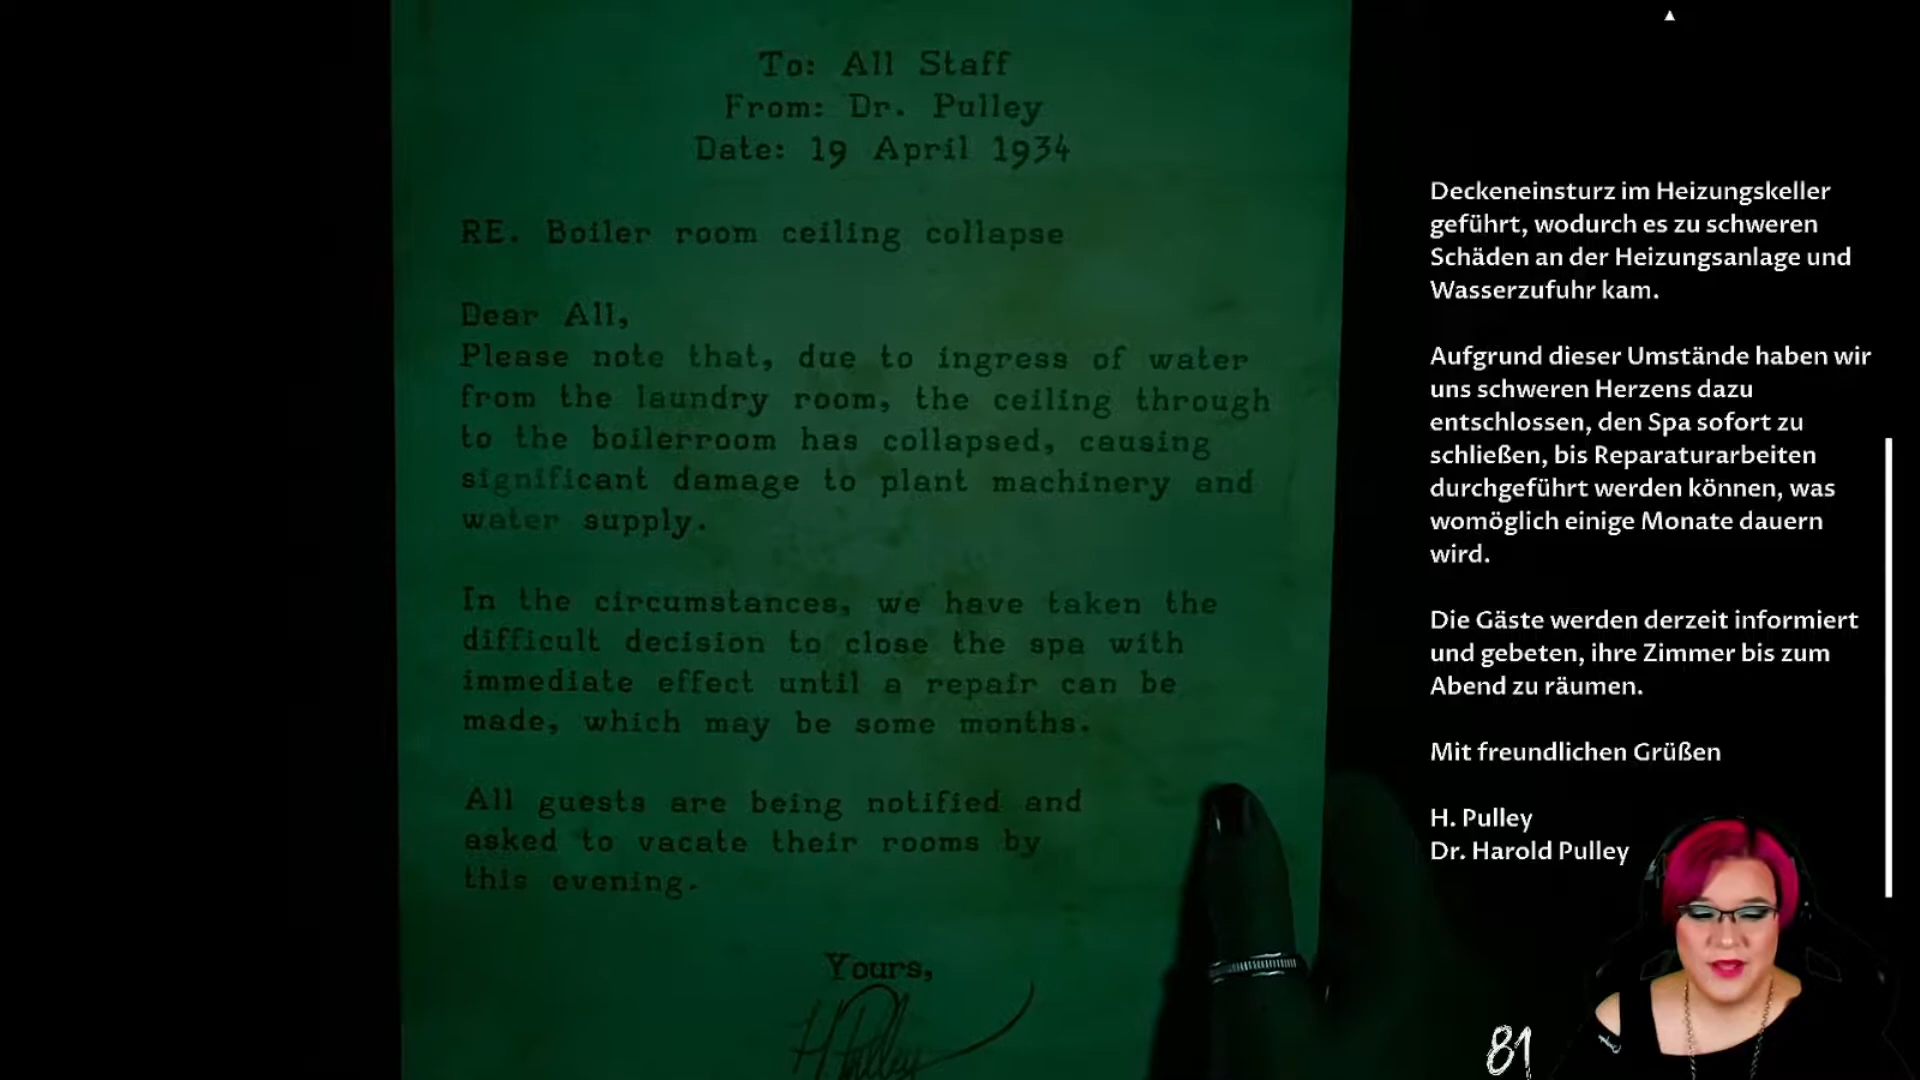 To: All Staff
From: Dr. Pulley
Date: 19 April 1934
RE. Boiler room ceiling collapse
Dear All,
Please note that, due to ingress of water
from the laundry room, the ceiling through
to the boilerroom has collapsed, causing
significant damage to plant machinery and
water supply.
In the circumstances, we have taken the
difficult decision to close the spa with
immediate effect until a repair can be
made, which may be some months.
All guests are being notified and
asked to vacate their rooms by
this evening.
Yours,
H Pulley
Deckeneinsturz im Heizungskeller
geführt, wodurch es zu schweren
Schäden an der Heizungsanlage und
Wasserzufuhr kam.
Aufgrund dieser Umstände haben wir
uns schweren Herzens dazu
entschlossen, den Spa sofort zu
schließen, bis Reparaturarbeiten
durchgeführt werden können, was
womöglich einige Monate dauern
wird.
Die Gäste werden derzeit informiert
und gebeten, ihre Zimmer bis zum
Abend zu räumen.
Mit freundlichen Grüßen
H. Pulley
Dr. Harold Pulley
81